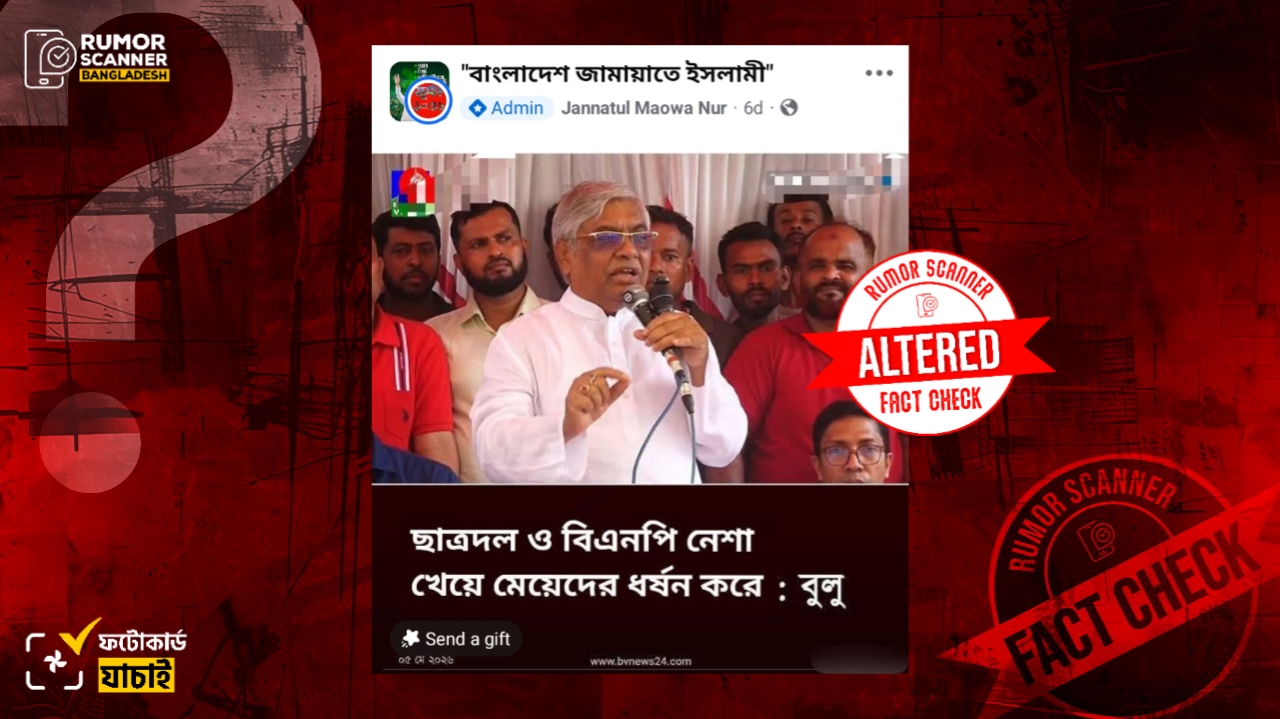 RUMOR
SCANNER
BANGLADESH
"বাংলাদেশ জামায়াতে ইসলামী"
Admin Jannatul Maowa Nur · 6d ·
RUMOR SCANNER
ALTERED
FACT CHECK
ছাত্রদল ও বিএনপি নেশা
খেয়ে মেয়েদের ধর্ষন করে : বুলু
Send a gift
০৫ মে ২০২৬
www.bvnews24.com
RUMOR SCANNER
FACT CHECK
ফটোকার্ড
যাচাই